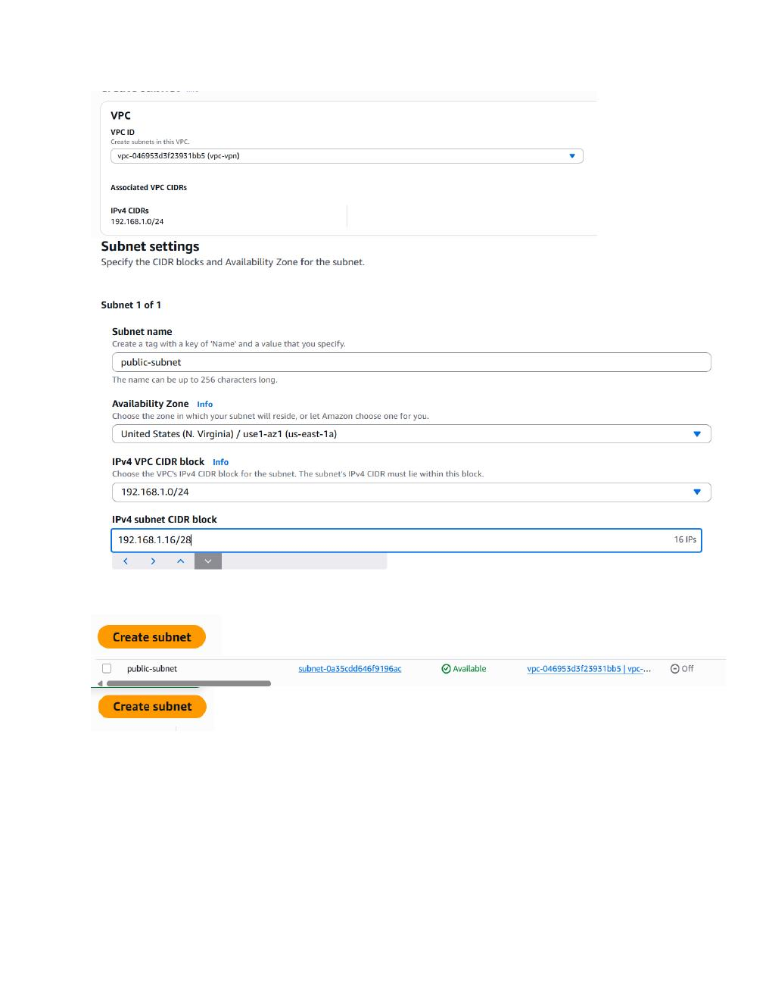 VPC
VPC ID
Create subnets in this VPC.
vpc-046953d3f23931bb5 (vpc-vpn)
Associated VPC CIDRs
IPv4 CIDRs
192.168.1.0/24
Subnet settings
Specify the CIDR blocks and Availability Zone for the subnet.
Subnet 1 of 1
Subnet name
Create a tag with a key of 'Name' and a value that you specify.
public-subnet
The name can be up to 256 characters long.
Availability Zone Info
Choose the zone in which your subnet will reside, or let Amazon choose one for you.
United States (N. Virginia) / use1-az1 (us-east-1a)
IPv4 VPC CIDR block Info
Choose the VPC's IPv4 CIDR block for the subnet. The subnet's IPv4 CIDR must lie within this block.
192.168.1.0/24
IPv4 subnet CIDR block
192.168.1.16/28 16 IPs
Create subnet
public-subnet subnet-0a35cdd646f9196ac Available vpc-046953d3f23931bb5 | vpc-... Off
Create subnet